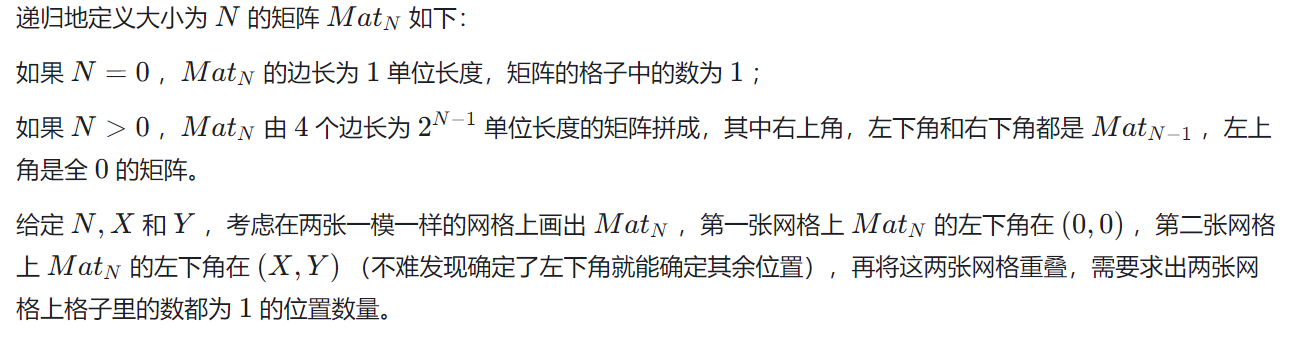 递归地定义大小为 $N$ 的矩阵 $Mat_N$ 如下：
如果 $N = 0$ ，$Mat_N$ 的边长为 $1$ 单位长度，矩阵的格子中的数为 $1$ ；
如果 $N > 0$ ，$Mat_N$ 由 $4$ 个边长为 $2^{N-1}$ 单位长度的矩阵拼成，其中右上角，左下角和右下角都是 $Mat_{N-1}$ ，左上
角是全 $0$ 的矩阵。
给定 $N, X$ 和 $Y$ ，考虑在两张一模一样的网格上画出 $Mat_N$ ，第一张网格上 $Mat_N$ 的左下角在 $(0,0)$ ，第二张网格
上 $Mat_N$ 的左下角在 $(X,Y)$ （不难发现确定了左下角就能确定其余位置），再将这两张网格重叠，需要求出两张网
格上格子里的数都为 $1$ 的位置数量。